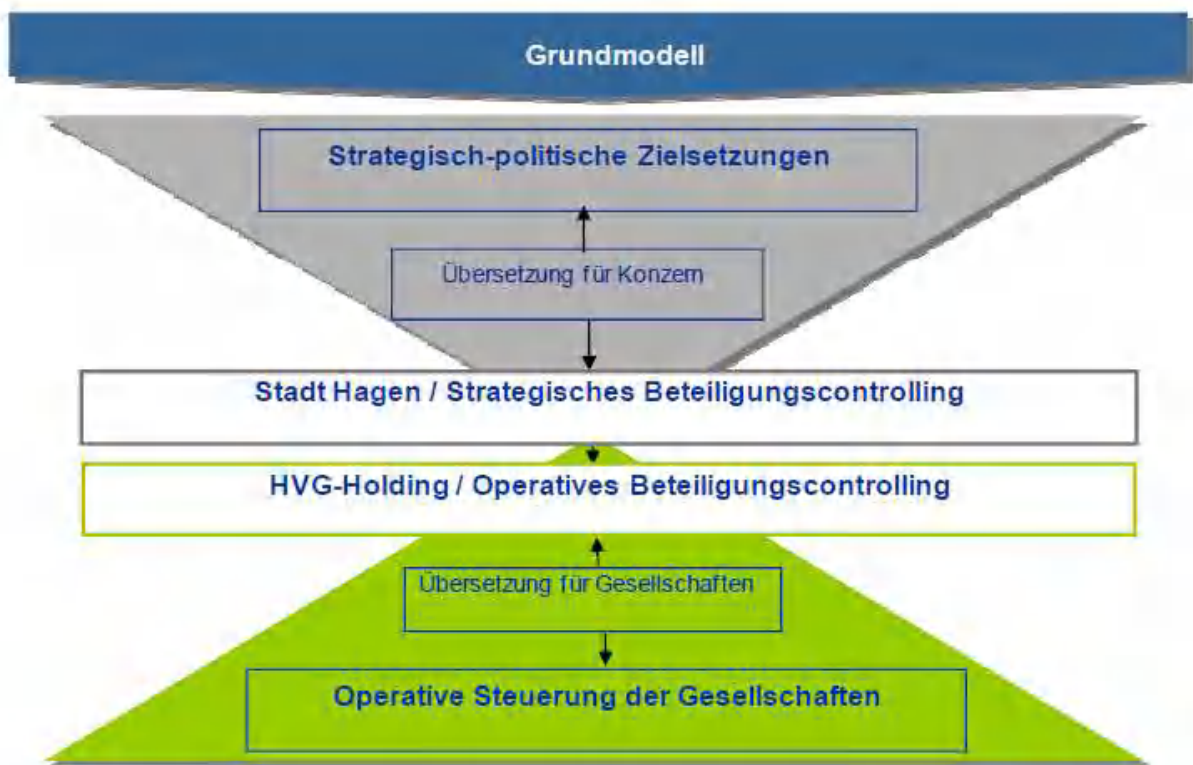 Grundmodell
Strategisch-politische Zielsetzungen
Übersetzung für Konzern
Stadt Hagen / Strategisches Beteiligungscontrolling
HVG-Holding / Operatives Beteiligungscontrolling
Übersetzung für Gesellschaften
Operative Steuerung der Gesellschaften